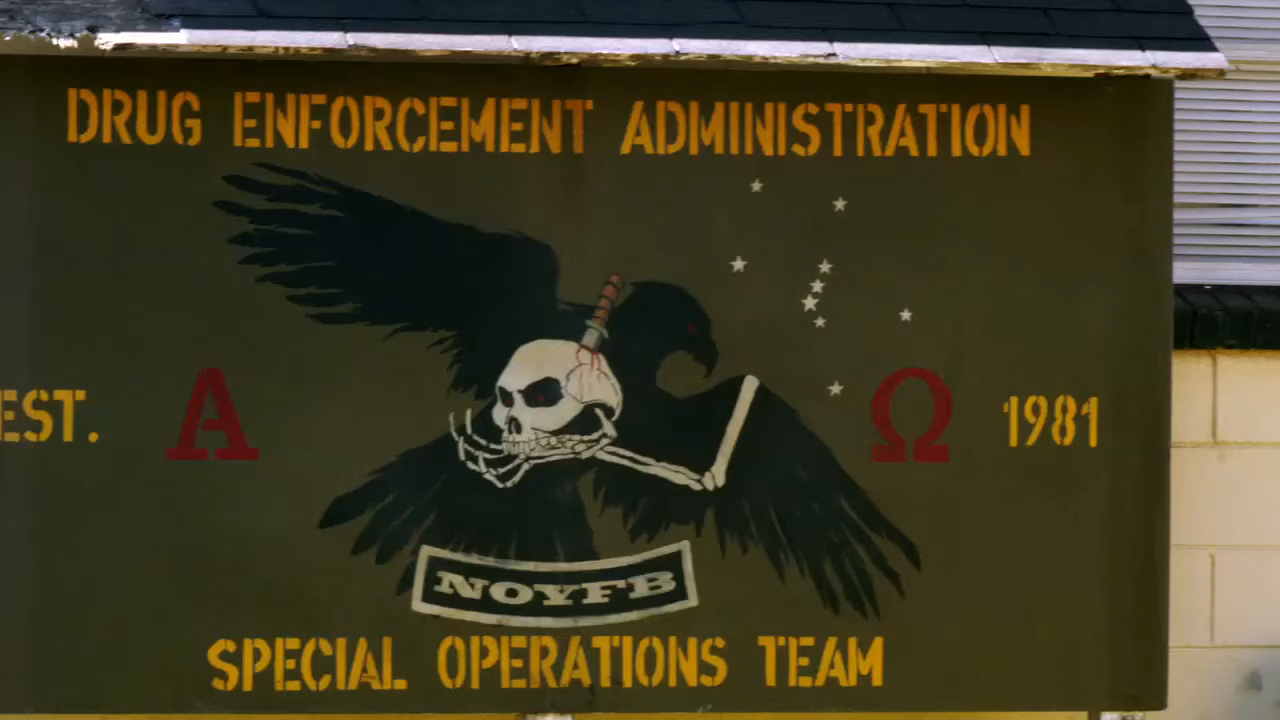 DRUG ENFORCEMENT ADMINISTRATION
EST. Α Ω 1981
NOYFB
SPECIAL OPERATIONS TEAM